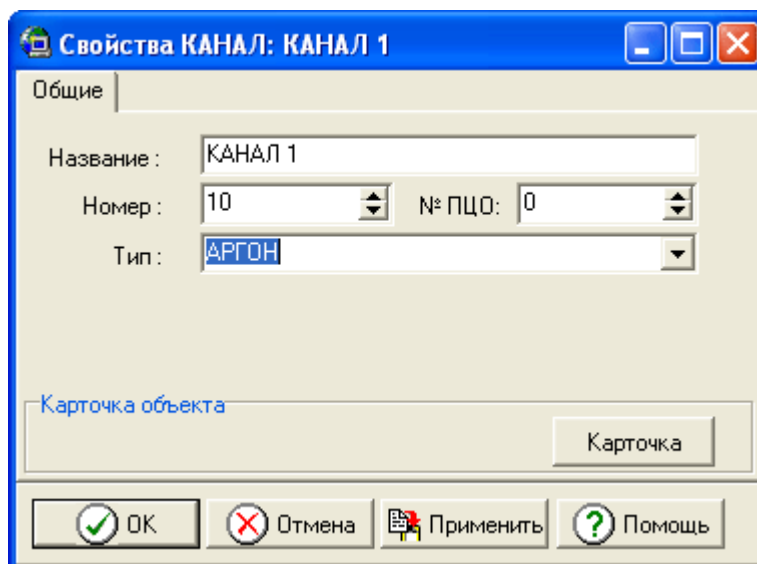 Свойства КАНАЛ: КАНАЛ 1
Общие
Название : КАНАЛ 1
Номер : 10 № ПЦО: 0
Тип : АРГОН
Карточка объекта
Карточка
OK Отмена Применить Помощь